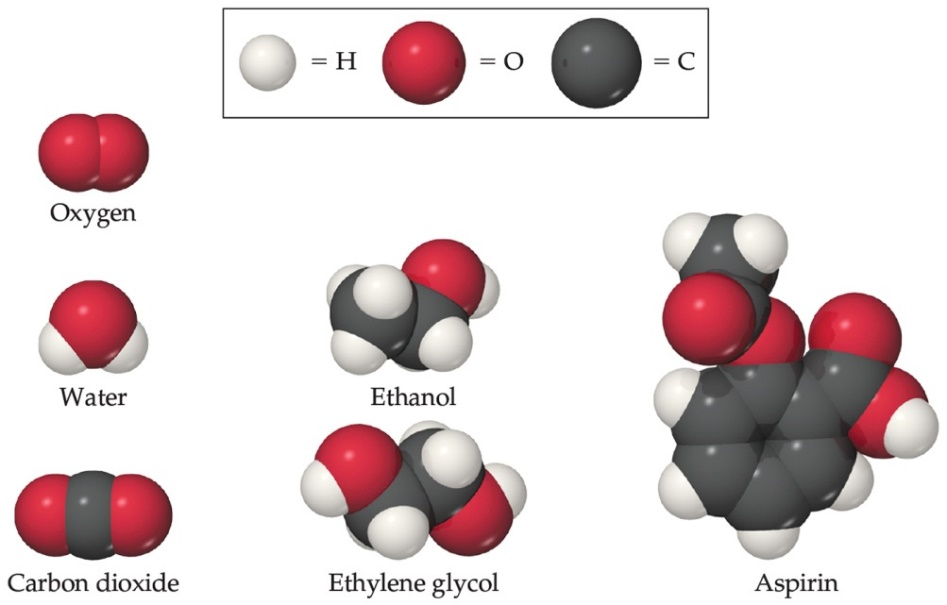 = H = O = C
Oxygen
Water
Ethanol
Carbon dioxide
Ethylene glycol
Aspirin